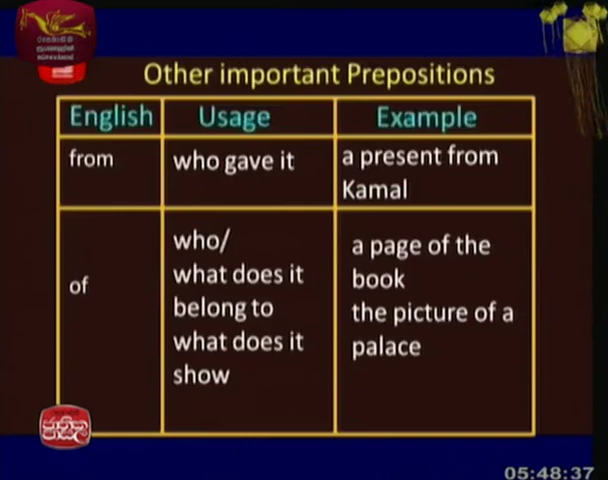 Other important Prepositions
English Usage Example
from who gave it a present from
Kamal
of who/
what does it
belong to
what does it
show
a page of the
book
the picture of a
palace
05:48:37